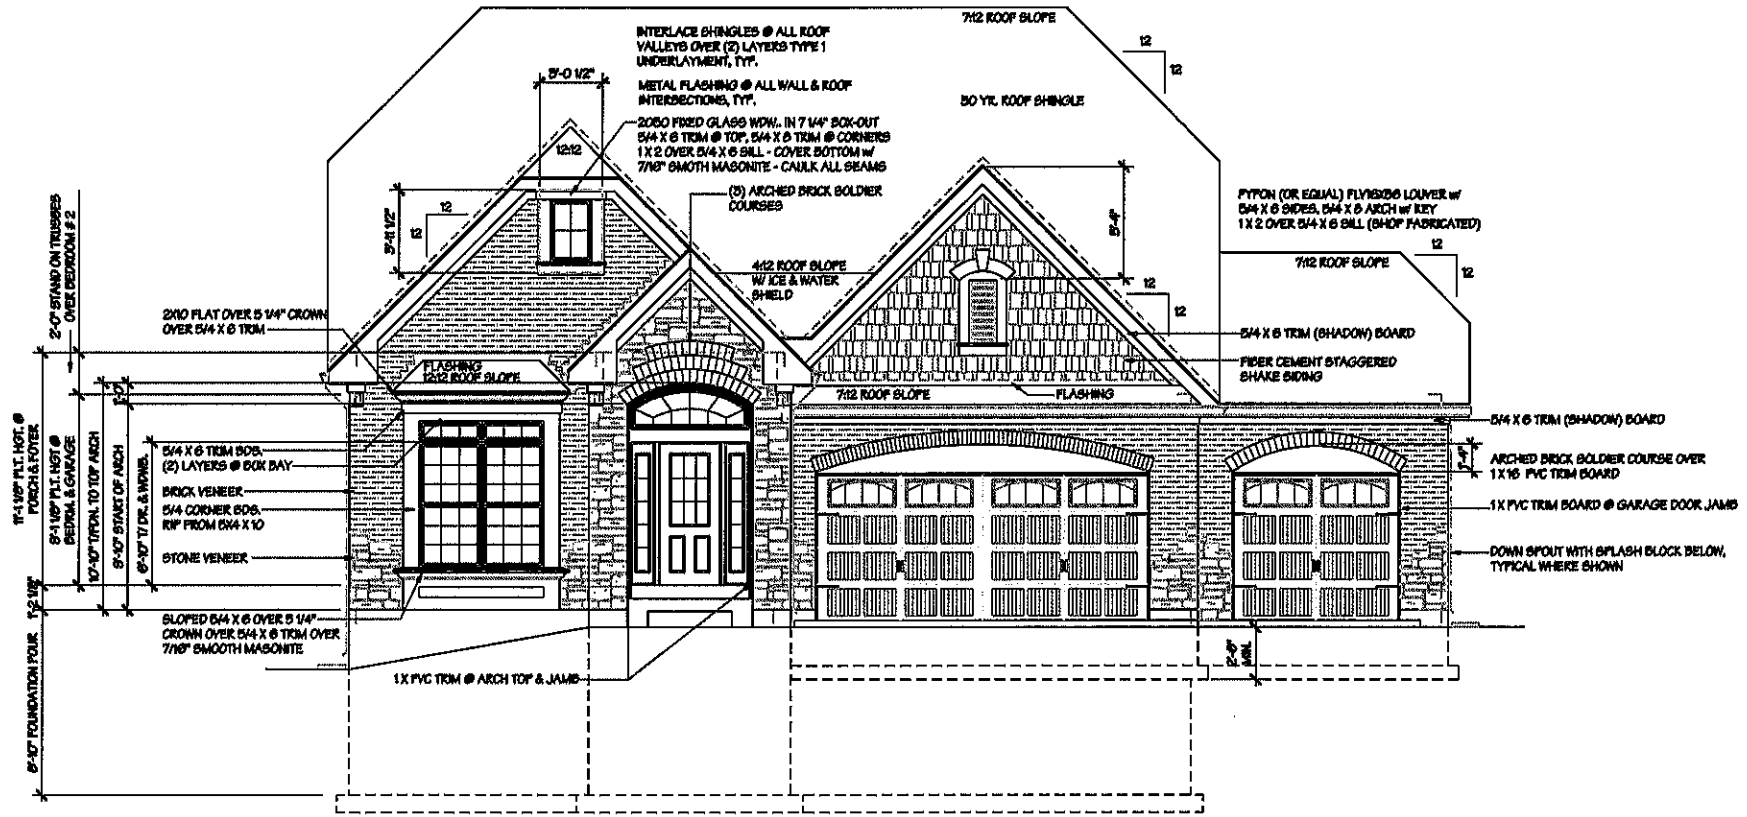 7:12 ROOF SLOPE
12
12
INTERLACE SHINGLES @ ALL ROOF
VALLEYS OVER (2) LAYERS TYPE 1
UNDERLAYMENT, TYP.
METAL FLASHING @ ALL WALL & ROOF
INTERSECTIONS, TYP.
3'-0 1/2"
30 YR. ROOF SHINGLE
2030 FIXED GLASS WDW.. IN 7 1/4" BOX-OUT
5/4 X 6 TRIM @ TOP, 5/4 X 8 TRIM @ CORNERS
1 X 2 OVER 5/4 X 6 SILL - COVER BOTTOM W/
7/16" SMOTH MASONITE - CAULK ALL SEAMS
12:12
(3) ARCHED BRICK SOLDIER
COURSES
FYPON (OR EQUAL) FLV16X36 LOUVER W/
5/4 X 6 SIDES, 5/4 X 8 ARCH W/ KEY
1 X 2 OVER 5/4 X 6 SILL (SHOP FABRICATED)
3'-11 1/2"
12
13
5'-4"
12
12
7:12 ROOF SLOPE
4:12 ROOF SLOPE
W/ ICE & WATER
SHIELD
12
12
2'-0" STAND ON TRUSSES
OVER BEDROOM # 2
2X10 FLAT OVER 5 1/4" CROWN
OVER 5/4 X 6 TRIM
5/4 X 8 TRIM (SHADOW) BOARD
FIBER CEMENT STAGGERED
SHAKE SIDING
FLASHING
12:12 ROOF SLOPE
7:12 ROOF SLOPE
FLASHING
1'-0"
5/4 X 6 TRIM (SHADOW) BOARD
11'-1 1/8" PLT. HGT. @
PORCH & FOYER
9'-1 1/8" PLT. HGT @
BEDRM. & GARAGE
10'-10" T/FDN. TO TOP ARCH
9'-10" START OF ARCH
6'-10" T/ DR. & WDWS.
5/4 X 6 TRIM BDS.
(2) LAYERS @ BOX BAY
BRICK VENEER
5/4 CORNER BDS.
RIP FROM 5X4 X 10
STONE VENEER
1'-4"
ARCHED BRICK SOLDIER COURSE OVER
1 X 16 PVC TRIM BOARD
1 X PVC TRIM BOARD @ GARAGE DOOR JAMB
DOWN SPOUT WITH SPLASH BLOCK BELOW,
TYPICAL WHERE SHOWN
1'-2 1/8"
SLOPED 5/4 X 6 OVER 5 1/4"
CROWN OVER 5/4 X 6 TRIM OVER
7/16" SMOOTH MASONITE
8'-10" FOUNDATION POUR
1 X PVC TRIM @ ARCH TOP & JAMB
MIN.